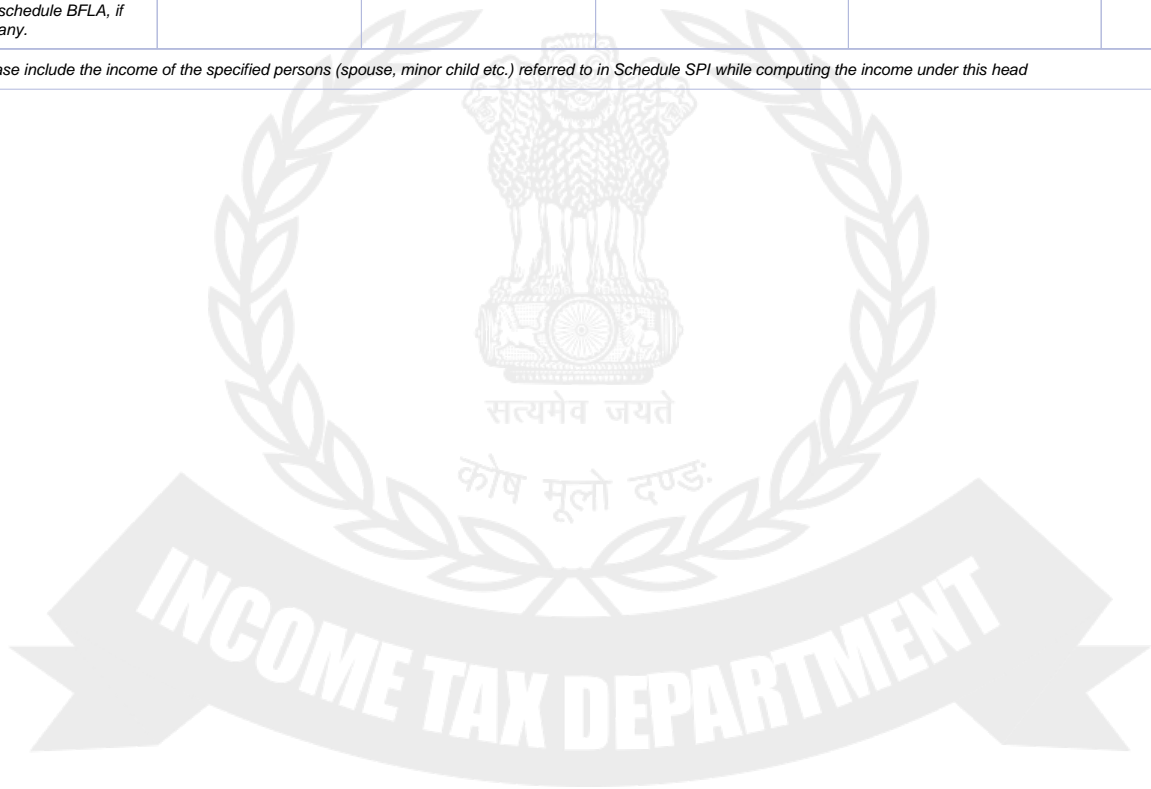 schedule BFLA, if
any.
ase include the income of the specified persons (spouse, minor child etc.) referred to in Schedule SPI while computing the income under this head
सत्यमेव जयते
कोष मूलो दण्डः
INCOME TAX DEPARTMENT